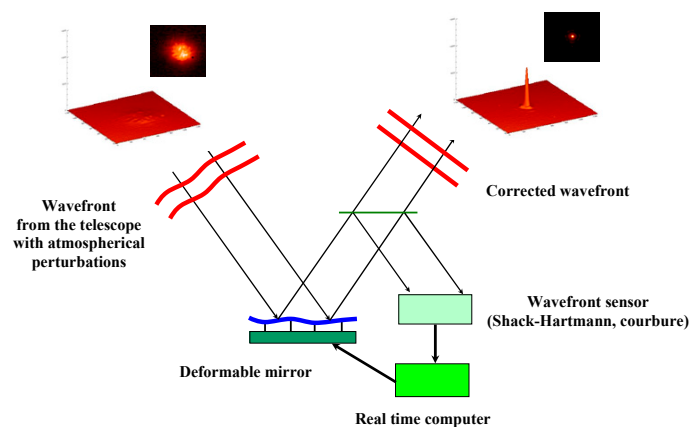 Wavefront
from the telescope
with atmospherical
perturbations
Corrected wavefront
Wavefront sensor
(Shack-Hartmann, courbure)
Deformable mirror
Real time computer